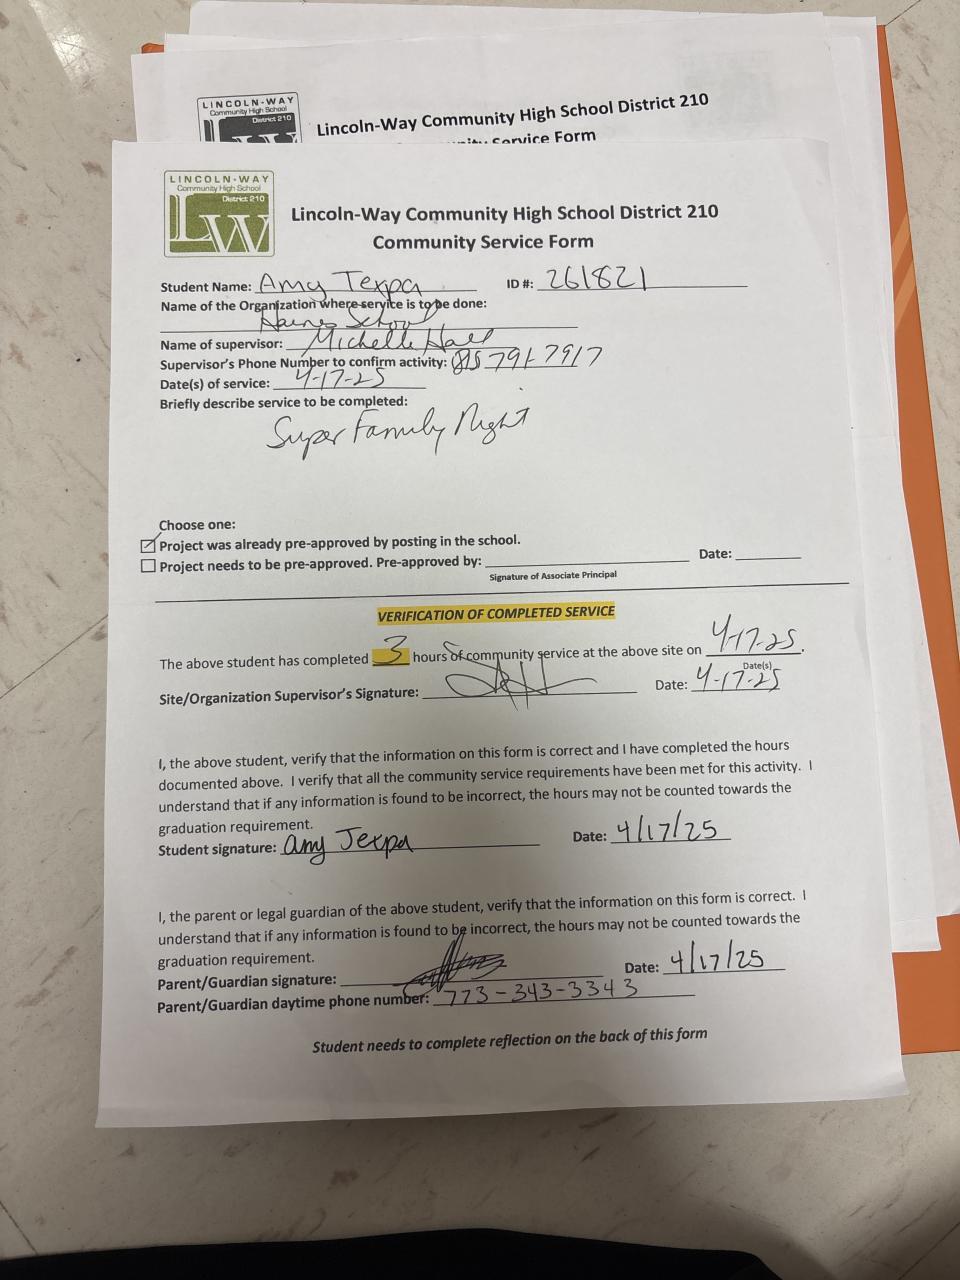 LINCOLN-WAY
Community High School
District 210
Lincoln-Way Community High School District 210
Service Form
LINCOLN-WAY
Community High School
District 210
LW
Lincoln-Way Community High School District 210
Community Service Form
Student Name: Amy Terpa ID #: 261821
Name of the Organization where service is to be done:
Haines School
Name of supervisor: Michelle Hall
Supervisor's Phone Number to confirm activity: (815 791-7917
Date(s) of service: 4-17-25
Briefly describe service to be completed:
Super Family Night
Choose one:
Project was already pre-approved by posting in the school.
Project needs to be pre-approved. Pre-approved by: Date:
Signature of Associate Principal
VERIFICATION OF COMPLETED SERVICE
The above student has completed 3 hours of community service at the above site on 4-17-25.
Date(s)
Site/Organization Supervisor's Signature: Date: 4-17-25
I, the above student, verify that the information on this form is correct and I have completed the hours
documented above. I verify that all the community service requirements have been met for this activity. I
understand that if any information is found to be incorrect, the hours may not be counted towards the
graduation requirement.
Student signature: Amy Terpa Date: 4/17/25
I, the parent or legal guardian of the above student, verify that the information on this form is correct. I
understand that if any information is found to be incorrect, the hours may not be counted towards the
graduation requirement.
Parent/Guardian signature: Date: 4/17/25
Parent/Guardian daytime phone number: 773-343-3343
Student needs to complete reflection on the back of this form